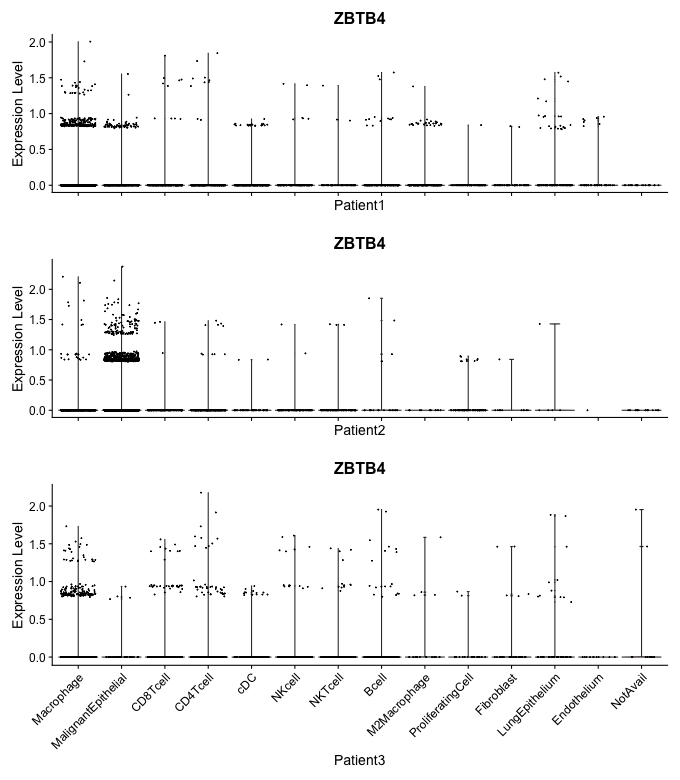 ZBTB4
Expression Level
2.0
1.5
1.0
0.5
0.0
Patient1
ZBTB4
Expression Level
2.0
1.5
1.0
0.5
0.0
Patient2
ZBTB4
Expression Level
2.0
1.5
1.0
0.5
0.0
Macrophage
MalignantEpithelial
CD8Tcell
CD4Tcell
cDC
NKcell
NKTcell
Bcell
M2Macrophage
ProliferatingCell
Fibroblast
LungEpithelium
Endothelium
NotAvail
Patient3